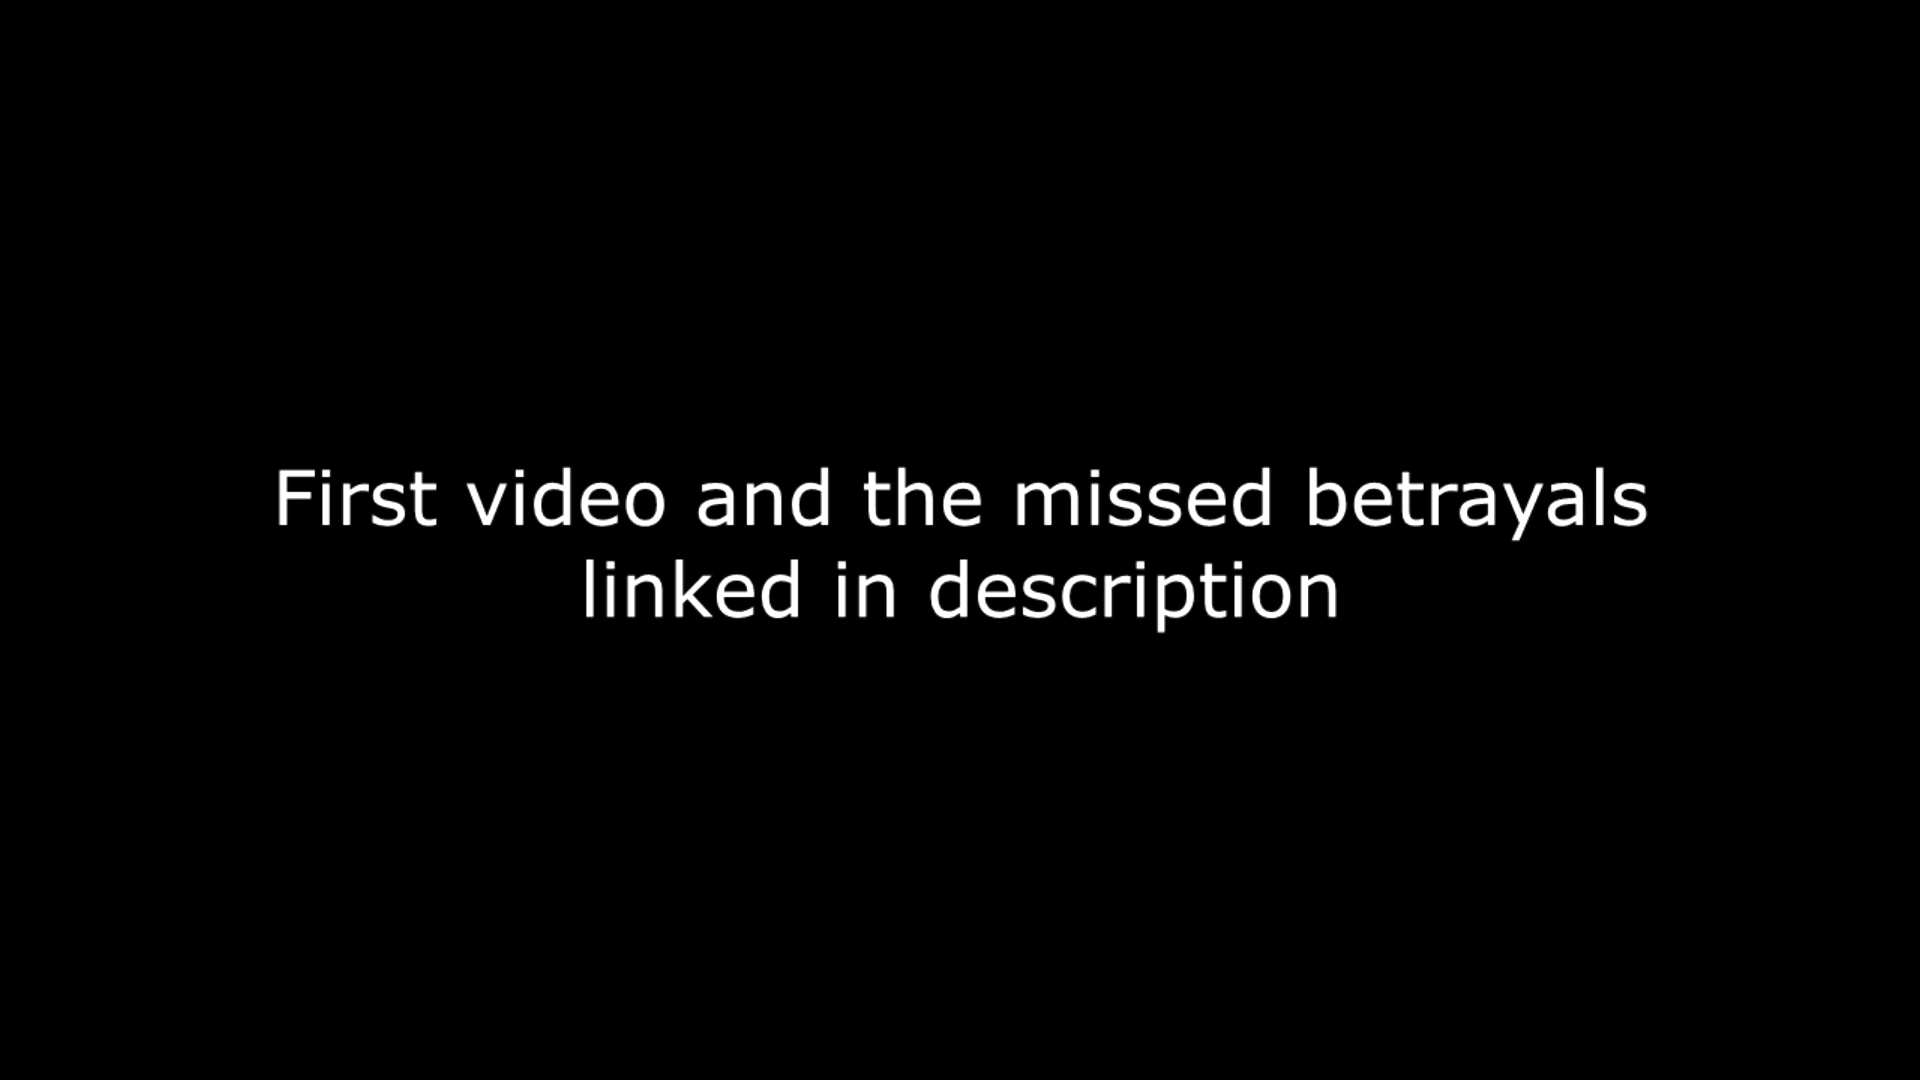 First video and the missed betrayals
linked in description